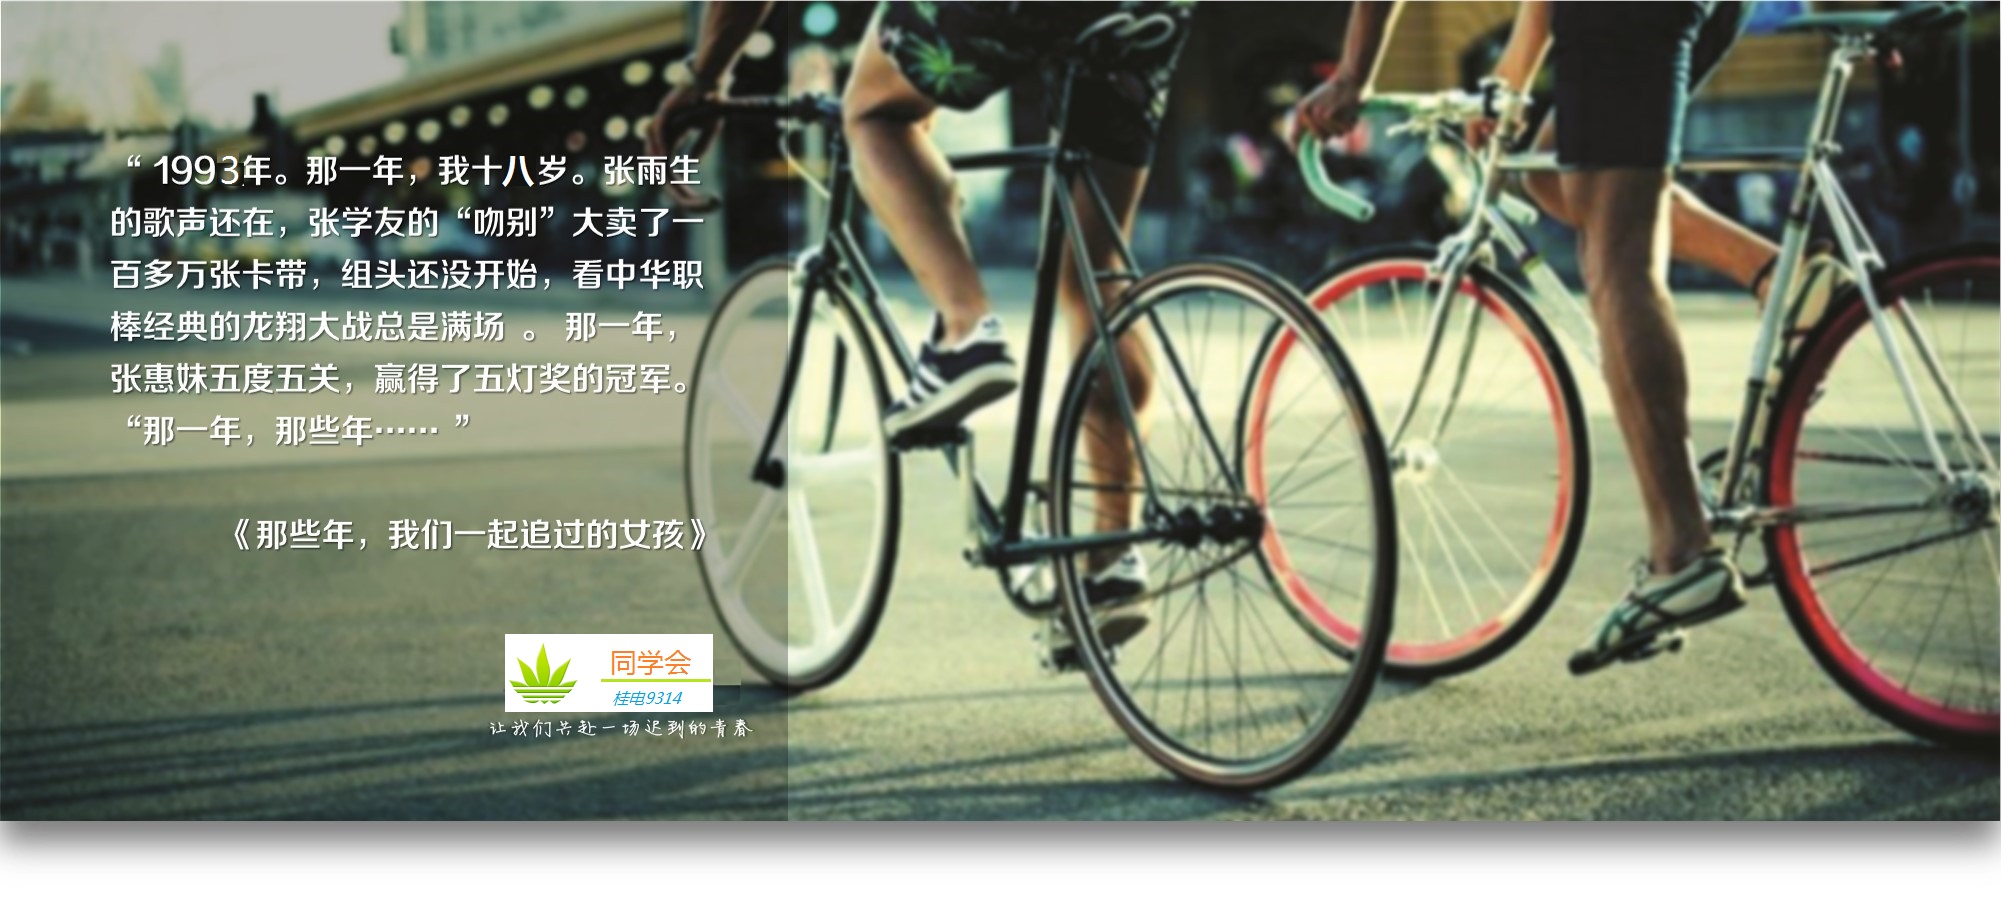 “ 1993年。那一年，我十八岁。张雨生
的歌声还在，张学友的“吻别”大卖了一
百多万张卡带，组头还没开始，看中华职
棒经典的龙翔大战总是满场 。 那一年，
张惠妹五度五关，赢得了五灯奖的冠军。
“那一年，那些年…… ”
《那些年，我们一起追过的女孩》
同学会
桂电9314
让我们共赴一场迟到的青春